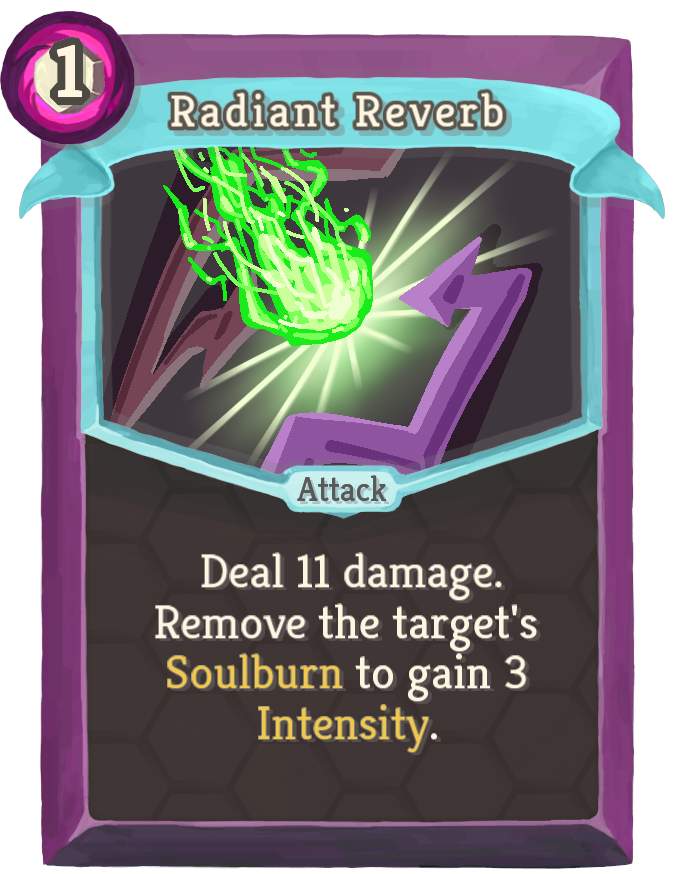 1
Radiant Reverb
Attack
Deal 11 damage.
Remove the target's
Soulburn to gain 3
Intensity.